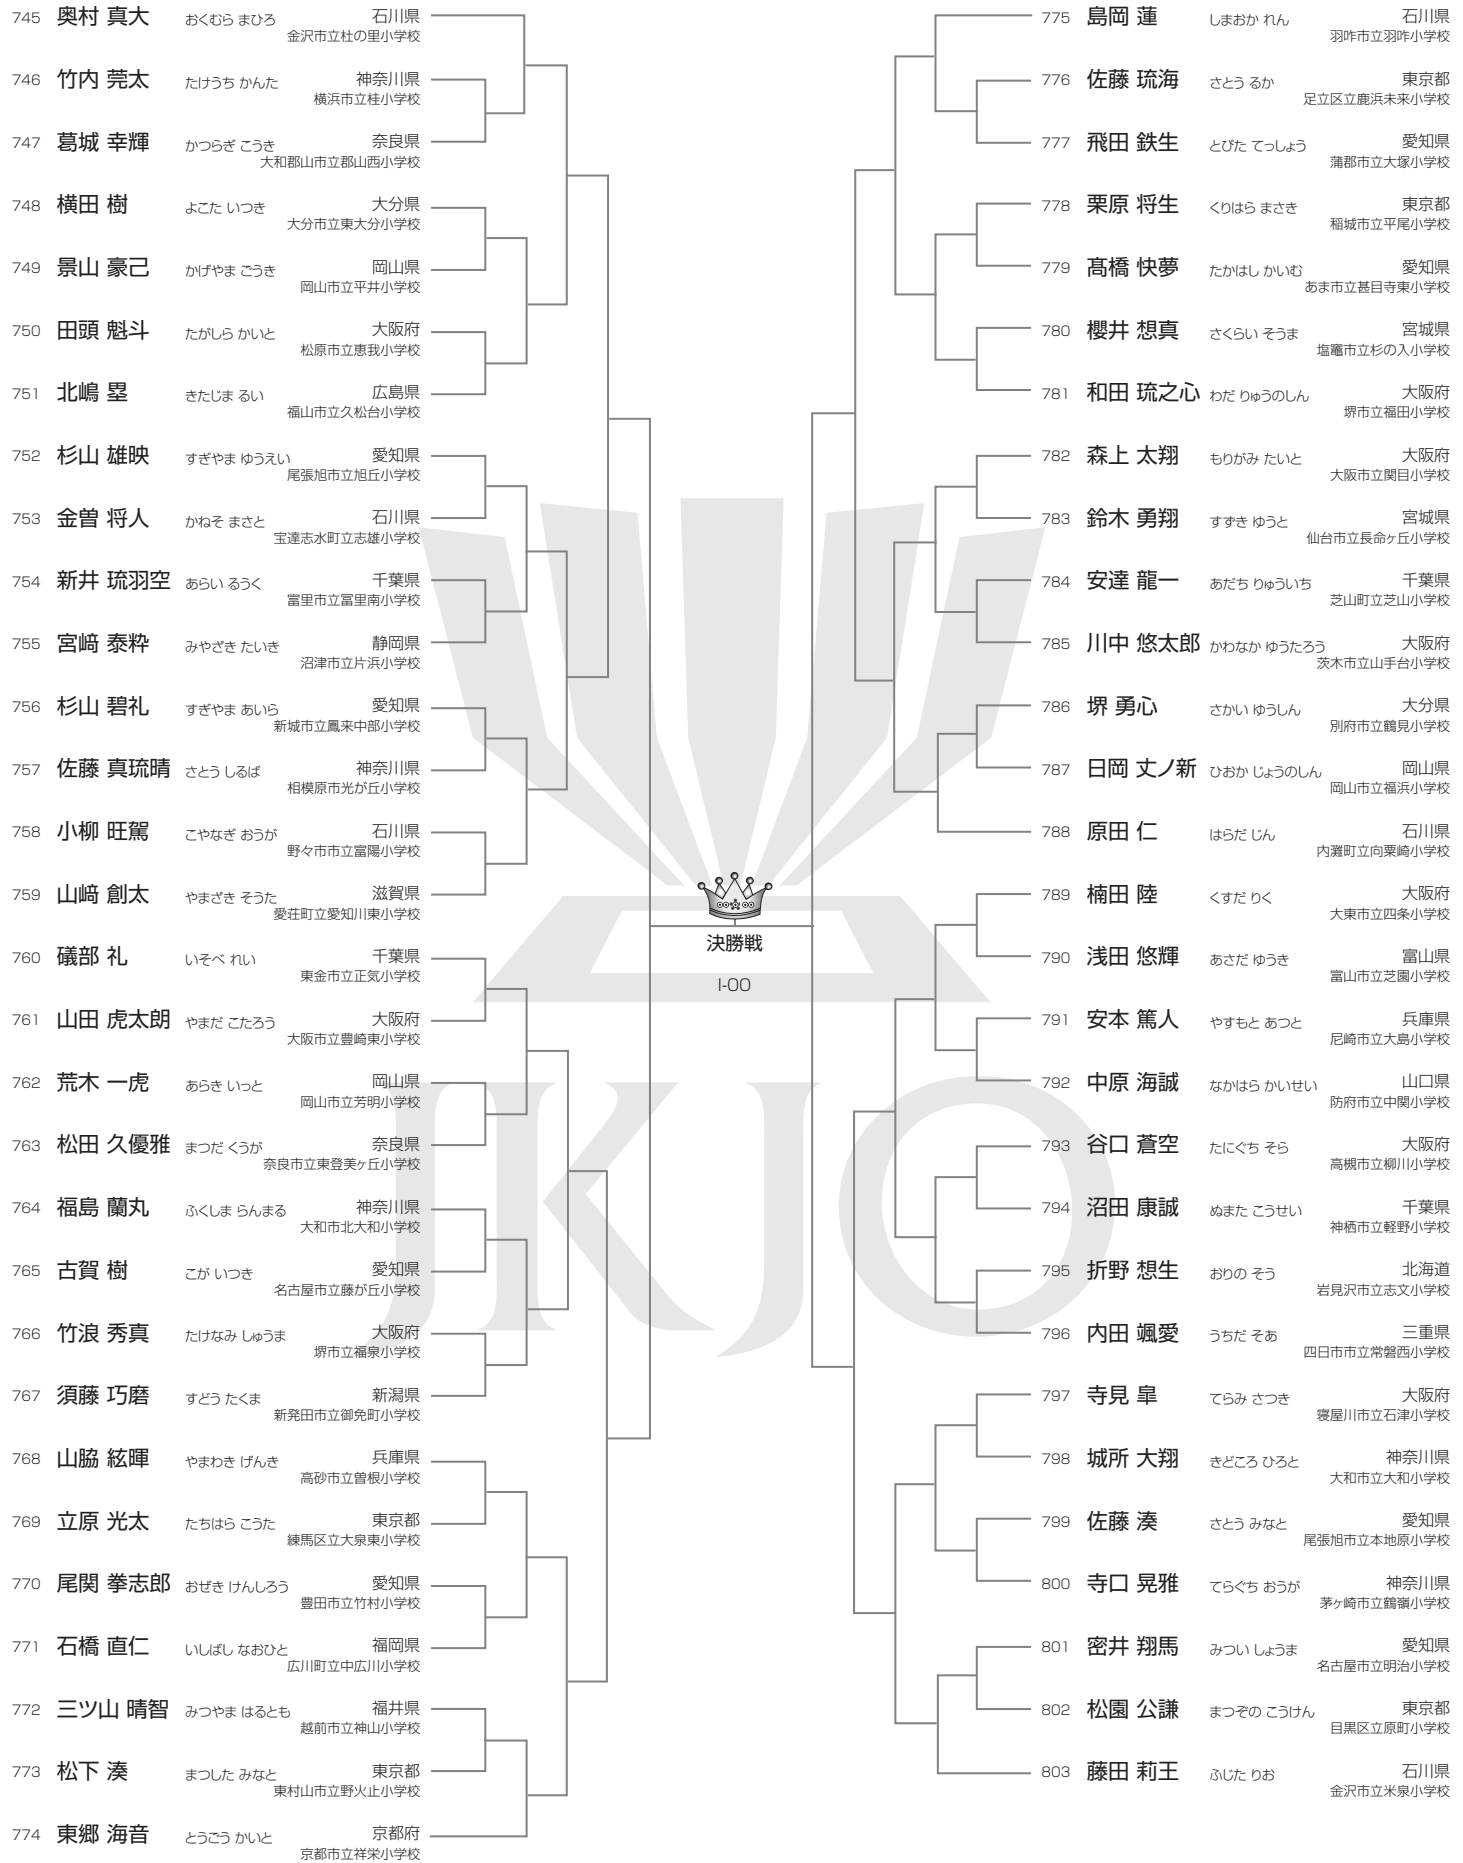 745 奥村 真大 おくむら まひろ 石川県
金沢市立杜の里小学校
746 竹内 莞太 たけうち かんた 神奈川県
横浜市立桂小学校
747 葛城 幸輝 かつらぎ こうき 奈良県
大和郡山市立郡山西小学校
748 横田 樹 よこた いつき 大分県
大分市立東大分小学校
749 景山 豪己 かげやま ごうき 岡山県
岡山市立平井小学校
750 田頭 魁斗 たがしら かいと 大阪府
松原市立恵我小学校
751 北嶋 塁 きたじま るい 広島県
福山市立久松台小学校
752 杉山 雄映 すぎやま ゆうえい 愛知県
尾張旭市立旭丘小学校
753 金曽 将人 かねそ まさと 石川県
宝達志水町立志雄小学校
754 新井 琉羽空 あらい るうく 千葉県
富里市立冨里南小学校
755 宮﨑 泰粋 みやざき たいき 静岡県
沼津市立片浜小学校
756 杉山 碧礼 すぎやま あいら 愛知県
新城市立鳳来中部小学校
757 佐藤 真琉晴 さとう しるば 神奈川県
相模原市光が丘小学校
758 小柳 旺駕 こやなぎ おうが 石川県
野々市市立富陽小学校
759 山﨑 創太 やまざき そうた 滋賀県
愛荘町立愛知川東小学校
760 礒部 礼 いそべ れい 千葉県
東金市立正気小学校
761 山田 虎太朗 やまだ こたろう 大阪府
大阪市立豊崎東小学校
762 荒木 一虎 あらき いっと 岡山県
岡山市立芳明小学校
763 松田 久優雅 まつだ くうが 奈良県
奈良市立東登美ヶ丘小学校
764 福島 蘭丸 ふくしま らんまる 神奈川県
大和市北大和小学校
765 古賀 樹 こが いつき 愛知県
名古屋市立藤が丘小学校
766 竹浪 秀真 たけなみ しゅうま 大阪府
堺市立福泉小学校
767 須藤 巧磨 すどう たくま 新潟県
新発田市立御免町小学校
768 山脇 絃暉 やまわき げんき 兵庫県
高砂市立曽根小学校
769 立原 光太 たちはら こうた 東京都
練馬区立大泉東小学校
770 尾関 拳志郎 おぜき けんしろう 愛知県
豊田市立竹村小学校
771 石橋 直仁 いしばし なおひと 福岡県
広川町立中広川小学校
772 三ツ山 晴智 みつやま はるとも 福井県
越前市立神山小学校
773 松下 湊 まつした みなと 東京都
東村山市立野火止小学校
774 東郷 海音 とうごう かいと 京都府
京都市立祥栄小学校
決勝戦
I-00
JKJO
775 島岡 蓮 しまおか れん 石川県
羽咋市立羽咋小学校
776 佐藤 琉海 さとう るか 東京都
足立区立鹿浜未来小学校
777 飛田 鉄生 とびた てっしょう 愛知県
蒲郡市立大塚小学校
778 栗原 将生 くりはら まさき 東京都
稲城市立平尾小学校
779 髙橋 快夢 たかはし かいむ 愛知県
あま市立甚目寺東小学校
780 櫻井 想真 さくらい そうま 宮城県
塩竈市立杉の入小学校
781 和田 琉之心 わだ りゅうのしん 大阪府
堺市立福田小学校
782 森上 太翔 もりがみ たいと 大阪府
大阪市立関目小学校
783 鈴木 勇翔 すずき ゆうと 宮城県
仙台市立長命ヶ丘小学校
784 安達 龍一 あだち りゅういち 千葉県
芝山町立芝山小学校
785 川中 悠太郎 かわなか ゆうたろう 大阪府
茨木市立山手台小学校
786 堺 勇心 さかい ゆうしん 大分県
別府市立鶴見小学校
787 日岡 丈ノ新 ひおか じょうのしん 岡山県
岡山市立福浜小学校
788 原田 仁 はらだ じん 石川県
内灘町立向粟崎小学校
789 楠田 陸 くすだ りく 大阪府
大東市立四条小学校
790 浅田 悠輝 あさだ ゆうき 富山県
富山市立芝園小学校
791 安本 篤人 やすもと あつと 兵庫県
尼崎市立大島小学校
792 中原 海誠 なかはら かいせい 山口県
防府市立中関小学校
793 谷口 蒼空 たにぐち そら 大阪府
高槻市立柳川小学校
794 沼田 康誠 ぬまた こうせい 千葉県
神栖市立軽野小学校
795 折野 想生 おりの そう 北海道
岩見沢市立志文小学校
796 内田 颯愛 うちだ そあ 三重県
四日市市立常磐西小学校
797 寺見 皐 てらみ さつき 大阪府
寝屋川市立石津小学校
798 城所 大翔 きどころ ひろと 神奈川県
大和市立大和小学校
799 佐藤 湊 さとう みなと 愛知県
尾張旭市立本地原小学校
800 寺口 晃雅 てらぐち おうが 神奈川県
茅ヶ崎市立鶴嶺小学校
801 密井 翔馬 みつい しょうま 愛知県
名古屋市立明治小学校
802 松園 公謙 まつぞの こうけん 東京都
目黒区立原町小学校
803 藤田 莉王 ふじた りお 石川県
金沢市立米泉小学校